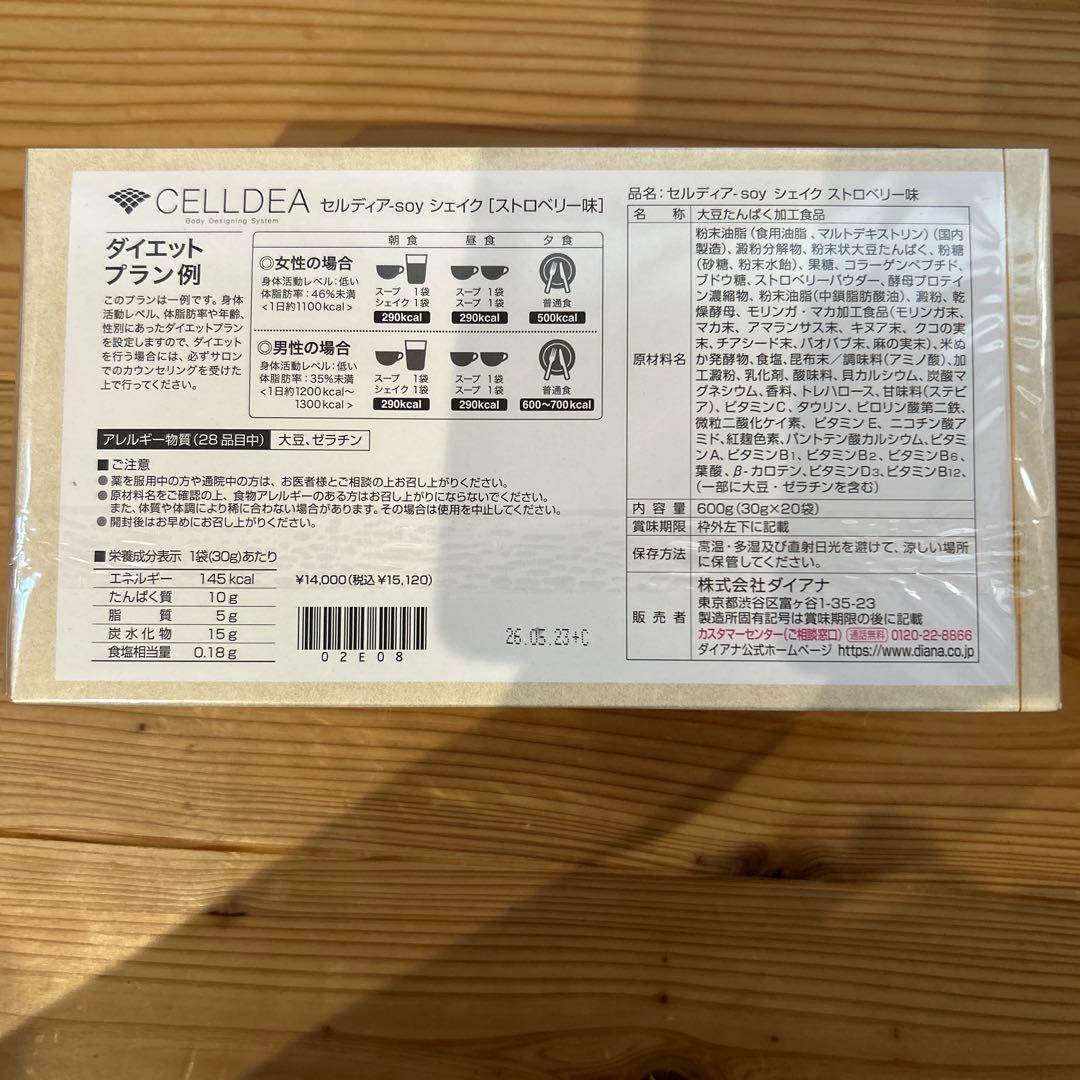 CELLDEA
Body Designing System
セルディア-soy シェイク [ストロベリー味]
ダイエット
プラン例
このプランは一例です。身体
活動レベル、体脂肪率や年齢、
性別にあったダイエットプラン
を設定しますので、ダイエット
を行う場合には、必ずサロン
でのカウンセリングを受けた
上で行ってください。
朝食 昼食 夕食
◎女性の場合
身体活動レベル：低い
体脂肪率：46%未満
<1日約1100kcal>
スープ 1袋 スープ 1袋 普通食
シェイク 1袋 スープ 1袋
290kcal 290kcal 500kcal
◎男性の場合
身体活動レベル：低い
体脂肪率：35%未満
<1日約1200kcal〜
1300kcal>
スープ 1袋 スープ 1袋 普通食
シェイク 1袋 スープ 1袋
290kcal 290kcal 600〜700kcal
アレルギー物質(28品目中) 大豆、ゼラチン
■ご注意
●薬を服用中の方や通院中の方は、お医者様とご相談の上お召し上がりください。
●原材料名をご確認の上、食物アレルギーのある方はお召し上がりにならないでください。
また、体質や体調により稀に合わない場合があります。その場合は使用を中止してください。
●開封後はお早めにお召し上がりください。
■栄養成分表示 1袋(30g)あたり
エネルギー 145kcal
たんぱく質 10g
脂質 5g
炭水化物 15g
食塩相当量 0.18g
¥14,000(税込¥15,120)
02E08
26.05.23+C
品名：セルディア-soy シェイク ストロベリー味
名称 大豆たんぱく加工食品
原材料名
粉末油脂(食用油脂、マルトデキストリン)(国内
製造)、澱粉分解物、粉末状大豆たんぱく、粉糖
(砂糖、粉末水飴)、果糖、コラーゲンペプチド、
ブドウ糖、ストロベリーパウダー、酵母プロテイ
ン濃縮物、粉末油脂(中鎖脂肪酸油)、澱粉、乾
燥酵母、モリンガ・マカ加工食品(モリンガ末、
マカ末、アマランサス末、キヌア末、クコの実
末、チアシード末、バオバブ末、麻の実末)、米ぬ
か発酵物、食塩、昆布末／調味料(アミノ酸)、加
工澱粉、乳化剤、酸味料、貝カルシウム、炭酸マ
グネシウム、香料、トレハロース、甘味料(ステビ
ア)、ビタミンC、タウリン、ピロリン酸第二鉄、
微粒二酸化ケイ素、ビタミンE、ニコチン酸ア
ミド、紅麹色素、パントテン酸カルシウム、ビタミ
ンA、ビタミンB1、ビタミンB2、ビタミンB6、
葉酸、β-カロテン、ビタミンD3、ビタミンB12、
(一部に大豆・ゼラチンを含む)
内容量 600g(30g×20袋)
賞味期限 枠外左下に記載
保存方法 高温・多湿及び直射日光を避けて、涼しい場所
に保管してください。
販売者
株式会社ダイアナ
東京都渋谷区富ヶ谷1-35-23
製造所固有記号は賞味期限の後に記載
カスタマーセンター(ご相談窓口) 通話無料 0120-22-8866
ダイアナ公式ホームページ https://www.diana.co.jp